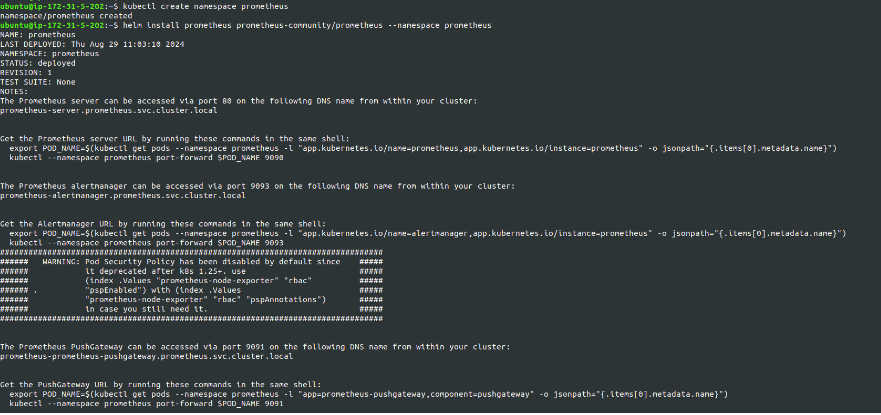 ubuntu@ip-172-31-5-202:~$ kubectl create namespace prometheus
namespace/prometheus created
ubuntu@ip-172-31-5-202:~$ helm install prometheus prometheus-community/prometheus --namespace prometheus
NAME: prometheus
LAST DEPLOYED: Thu Aug 29 11:03:10 2024
NAMESPACE: prometheus
STATUS: deployed
REVISION: 1
TEST SUITE: None
NOTES:
The Prometheus server can be accessed via port 80 on the following DNS name from within your cluster:
prometheus-server.prometheus.svc.cluster.local
Get the Prometheus server URL by running these commands in the same shell:
export POD_NAME=$(kubectl get pods --namespace prometheus -l "app.kubernetes.io/name=prometheus,app.kubernetes.io/instance=prometheus" -o jsonpath="{.items[0].metadata.name}")
kubectl --namespace prometheus port-forward $POD_NAME 9090
The Prometheus alertmanager can be accessed via port 9093 on the following DNS name from within your cluster:
prometheus-alertmanager.prometheus.svc.cluster.local
Get the Alertmanager URL by running these commands in the same shell:
export POD_NAME=$(kubectl get pods --namespace prometheus -l "app.kubernetes.io/name=alertmanager,app.kubernetes.io/instance=prometheus" -o jsonpath="{.items[0].metadata.name}")
kubectl --namespace prometheus port-forward $POD_NAME 9093
#################################################################################
###### WARNING: Pod Security Policy has been disabled by default since #####
###### it deprecated after k8s 1.25+. use #####
###### (index .Values "prometheus-node-exporter" "rbac" #####
###### . "pspEnabled") with (index .Values #####
###### "prometheus-node-exporter" "rbac" "pspAnnotations") #####
###### in case you still need it. #####
#################################################################################
The Prometheus PushGateway can be accessed via port 9091 on the following DNS name from within your cluster:
prometheus-prometheus-pushgateway.prometheus.svc.cluster.local
Get the PushGateway URL by running these commands in the same shell:
export POD_NAME=$(kubectl get pods --namespace prometheus -l "app=prometheus-pushgateway,component=pushgateway" -o jsonpath="{.items[0].metadata.name}")
kubectl --namespace prometheus port-forward $POD_NAME 9091